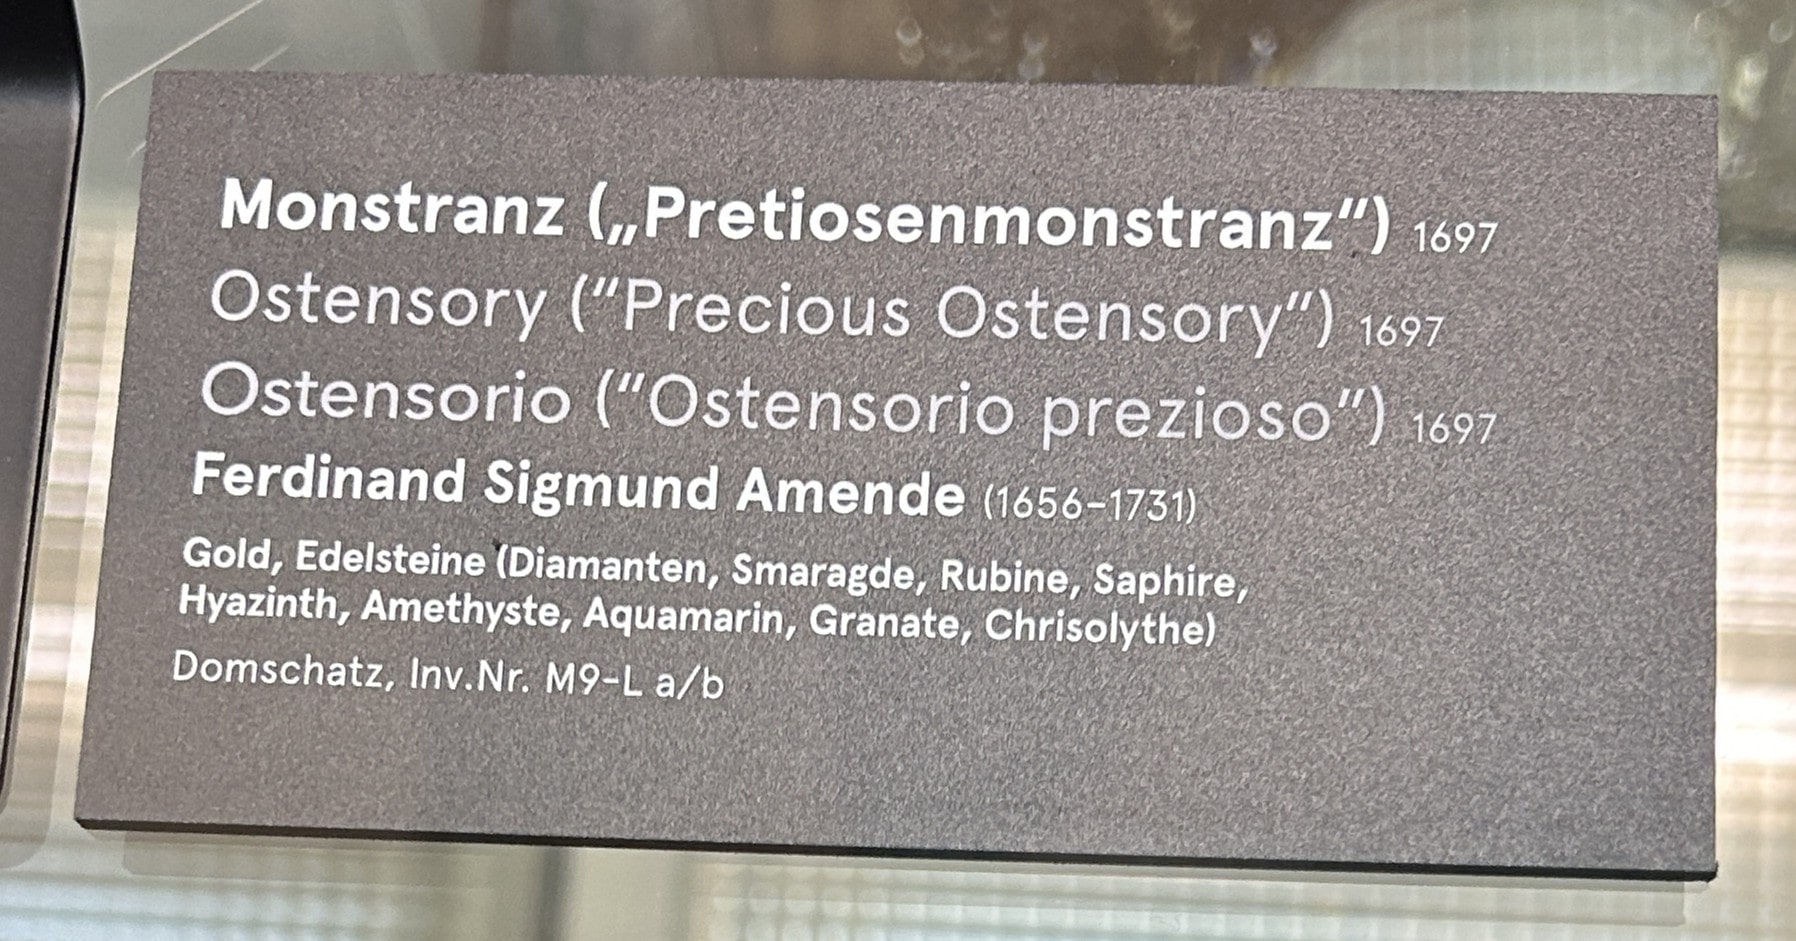 Monstranz („Pretiosenmonstranz“) 1697
Ostensory (“Precious Ostensory“) 1697
Ostensorio (“Ostensorio prezioso“) 1697
Ferdinand Sigmund Amende (1656–1731)
Gold, Edelsteine (Diamanten, Smaragde, Rubine, Saphire,
Hyazinth, Amethyste, Aquamarin, Granate, Chrisolythe)
Domschatz, Inv.Nr. M9-L a/b